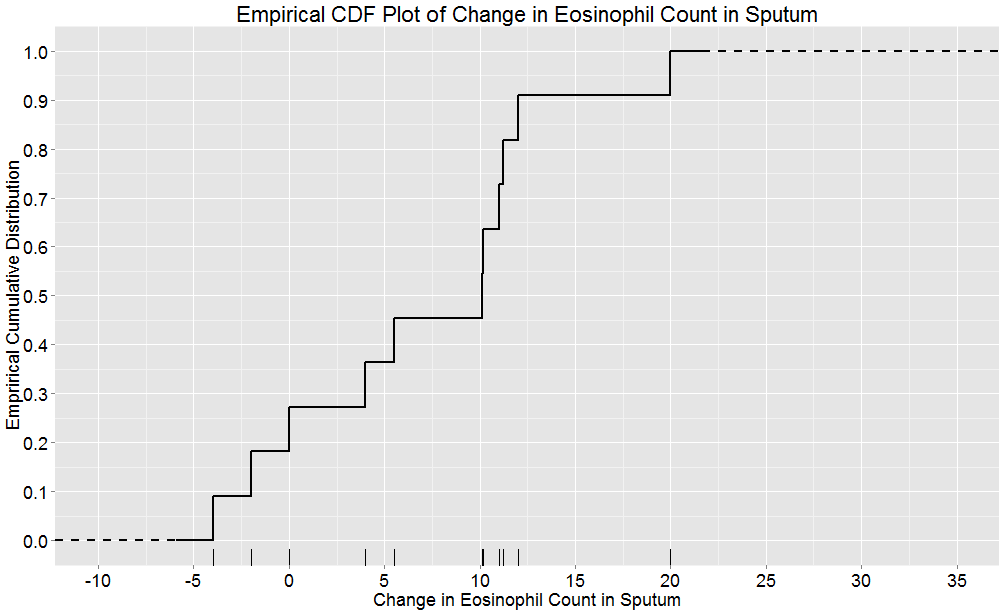 Empirical CDF Plot of Change in Eosinophil Count in Sputum
Emprirical Cumulative Distribution
1.0
0.9
0.8
0.7
0.6
0.5
0.4
0.3
0.2
0.1
0.0
-10 -5 0 5 10 15 20 25 30 35
Change in Eosinophil Count in Sputum